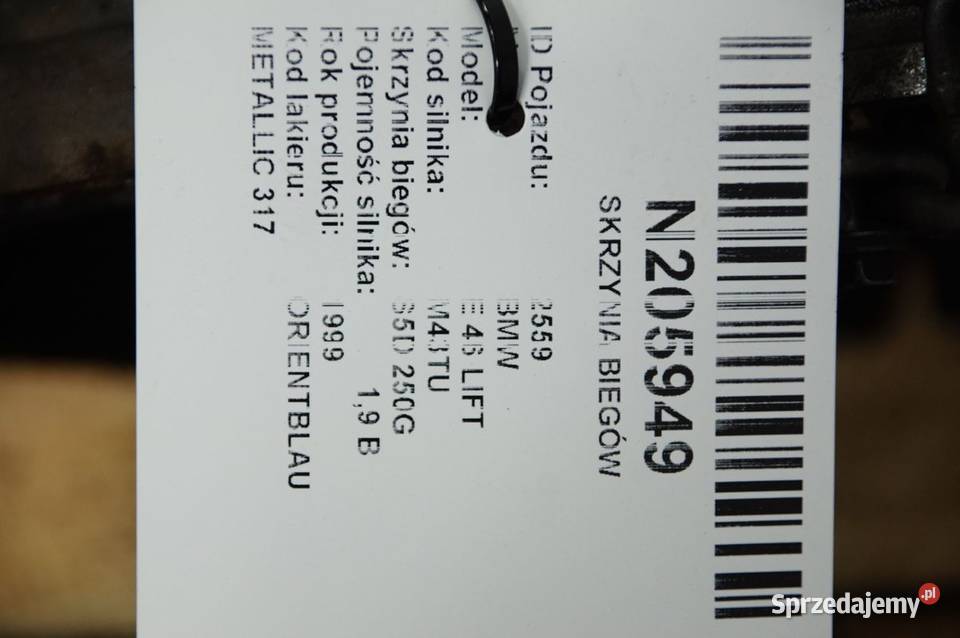 N205949
SKRZYNIA BIEGÓW
ID Pojazdu: 2559
BMW
Model: E 46 LIFT
Kod silnika: M43TU
Skrzynia biegów: S5D 250G
Pojemność silnika: 1,9 B
Rok produkcji: 1999
Kod lakieru: ORIENTBLAU
METALLIC 317
Sprzedajemy.pl